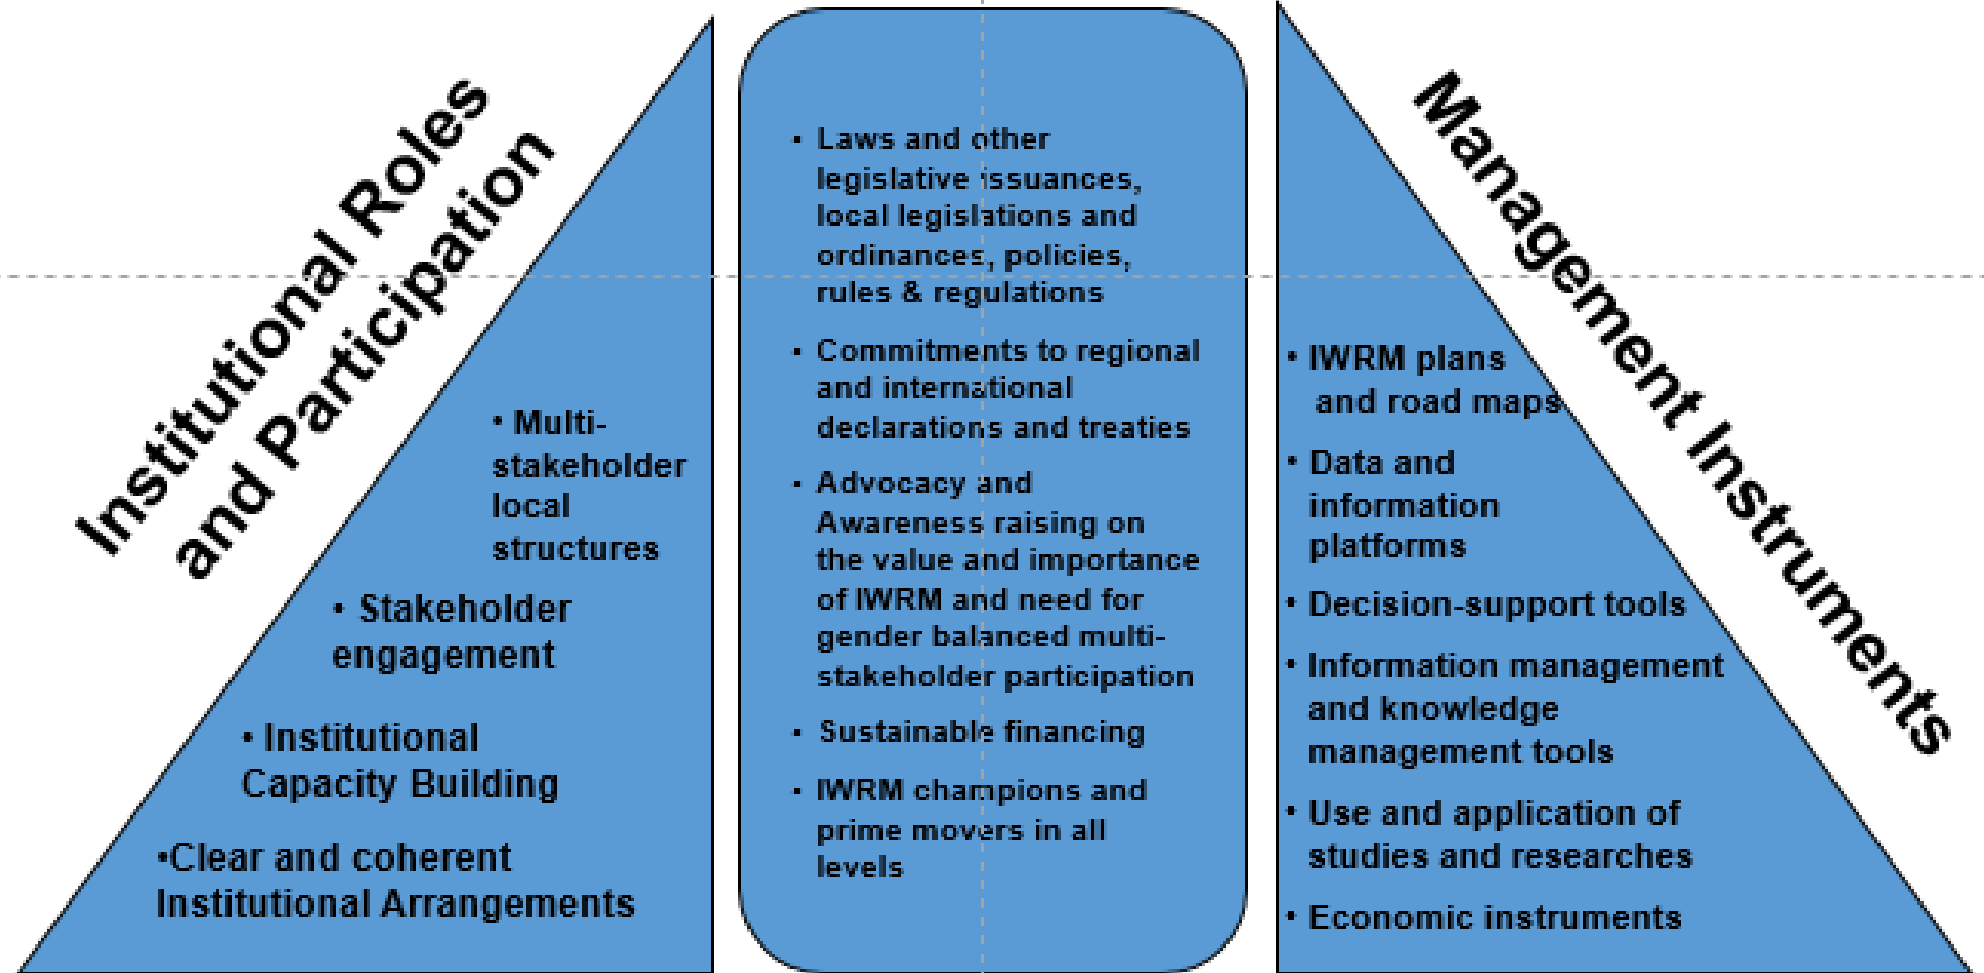 Institutional Roles
and Participation
• Multi-
stakeholder
local
structures
• Stakeholder
engagement
• Institutional
Capacity Building
•Clear and coherent
Institutional Arrangements
• Laws and other
legislative issuances,
local legislations and
ordinances, policies,
rules & regulations
• Commitments to regional
and international
declarations and treaties
• Advocacy and
Awareness raising on
the value and importance
of IWRM and need for
gender balanced multi-
stakeholder participation
• Sustainable financing
• IWRM champions and
prime movers in all
levels
Management Instruments
• IWRM plans
and road maps
• Data and
information
platforms
• Decision-support tools
• Information management
and knowledge
management tools
• Use and application of
studies and researches
• Economic instruments